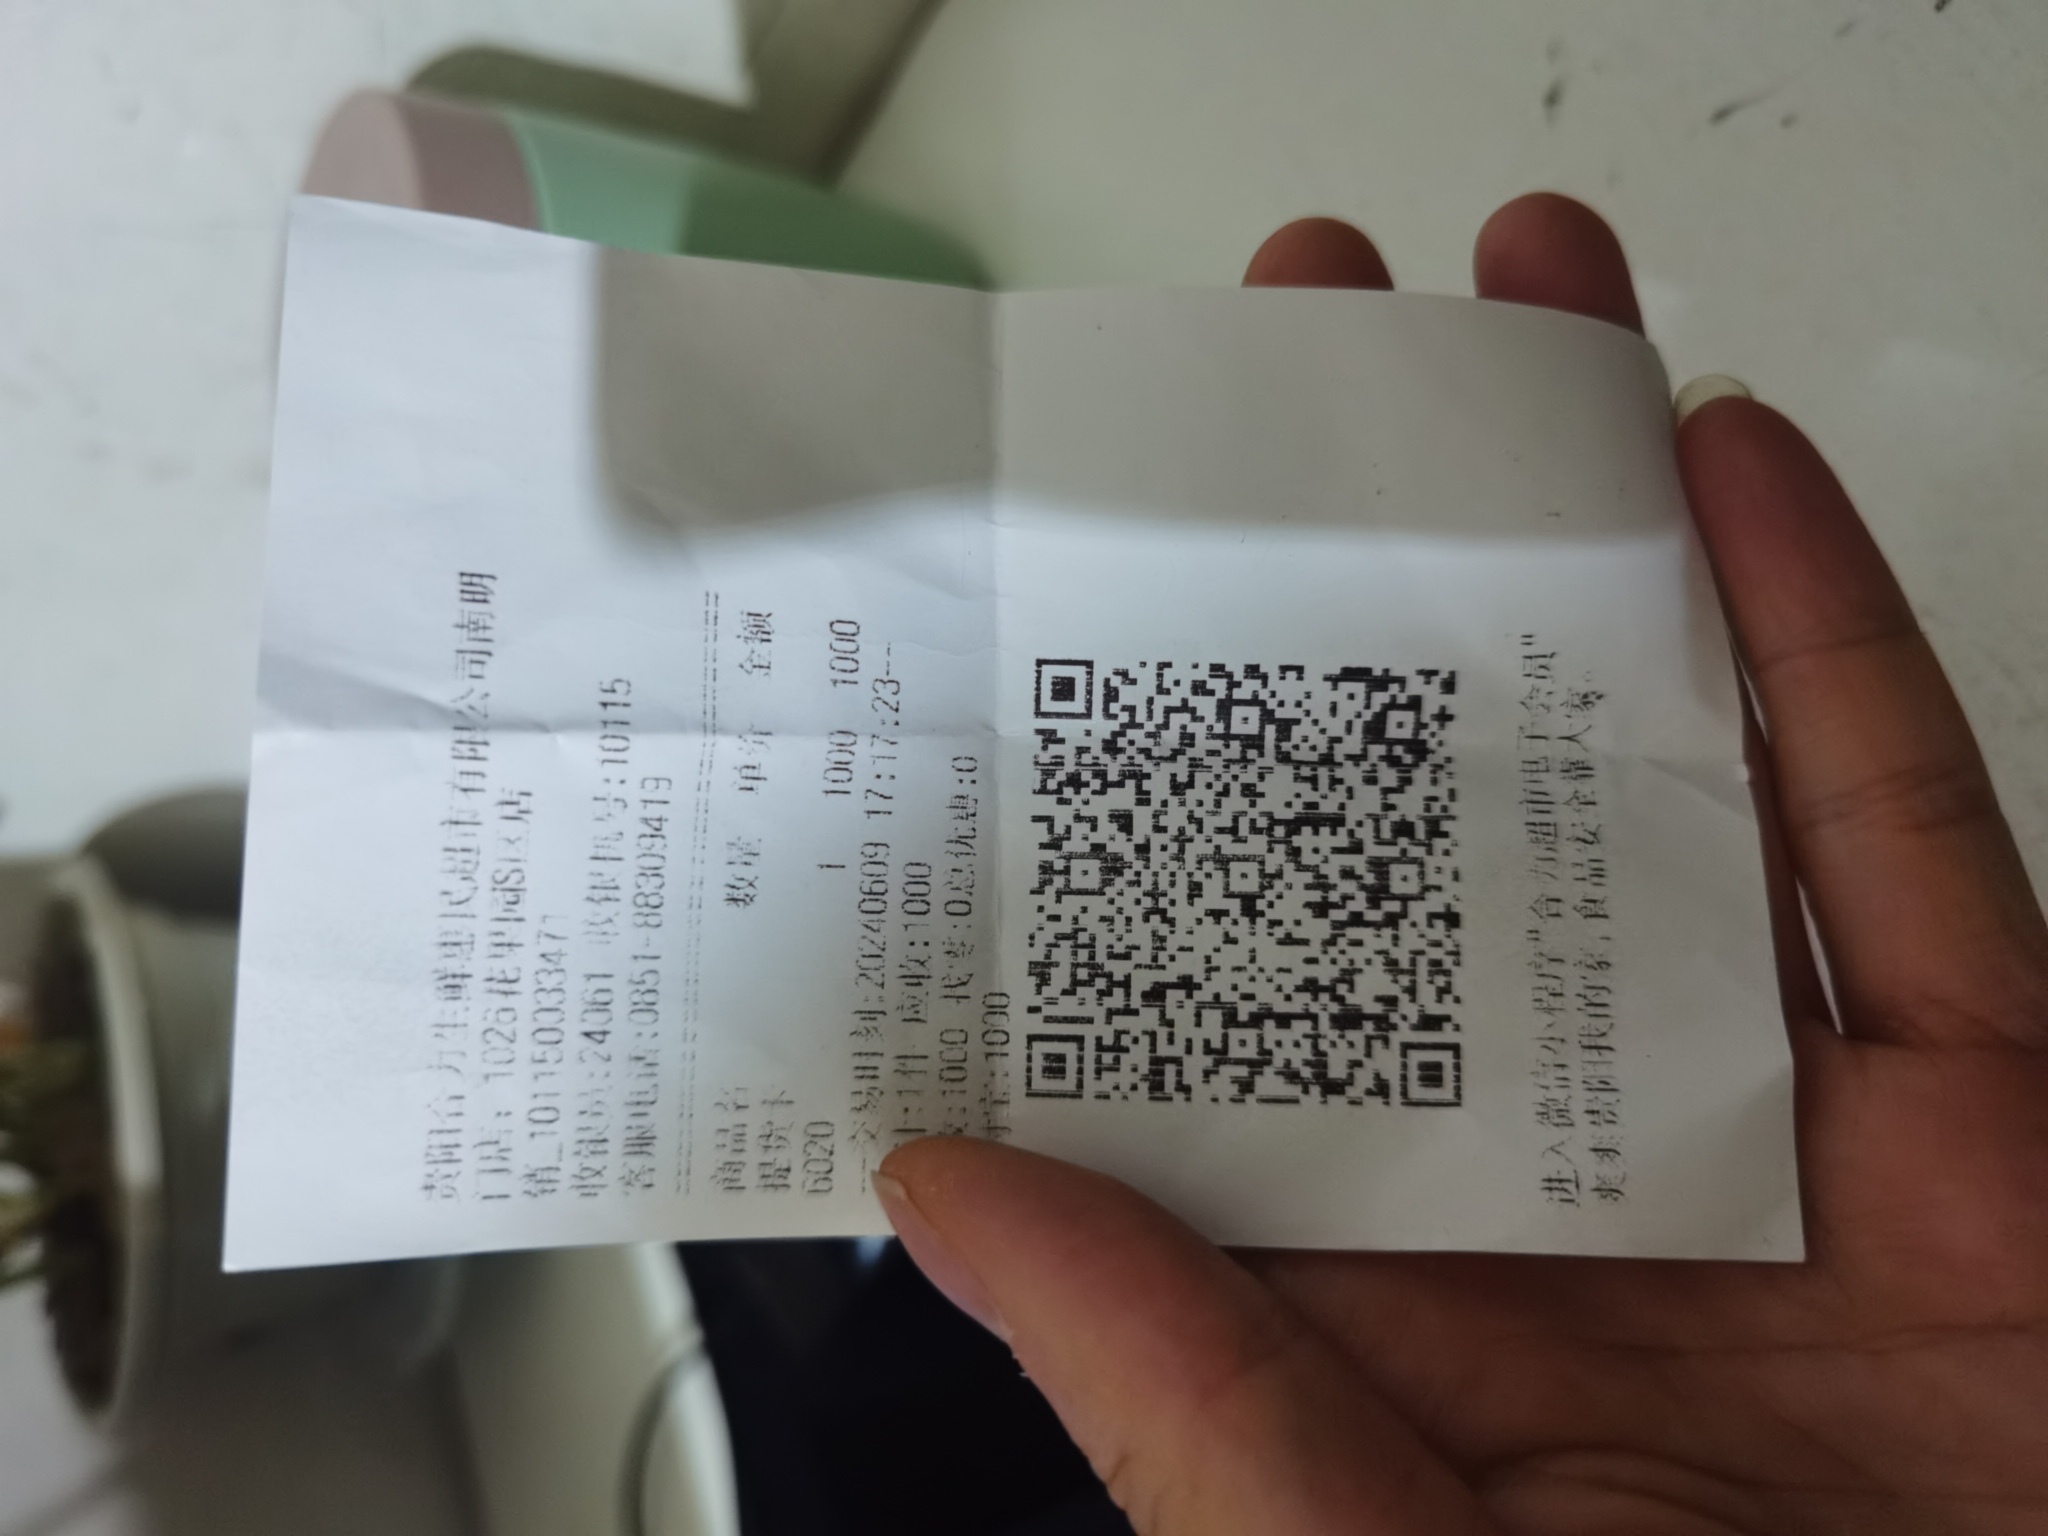 贵阳合力生鲜惠民超市有限公司南明
门店:1026花果园S区店
销_101150033471
收银员:24061 收银机号:10115
客服电话:0851-88309419
商品名 数量 单价 金额
提货卡
6020 1 1000 1000
交易时刻:20240609 17:17:23--
:1件 应收:1000
:1000 找零:0总优惠:0
宝:1000
进入微信小程序"合力超市电子会员"
爽爽贵阳我的家,食品安全靠大家。